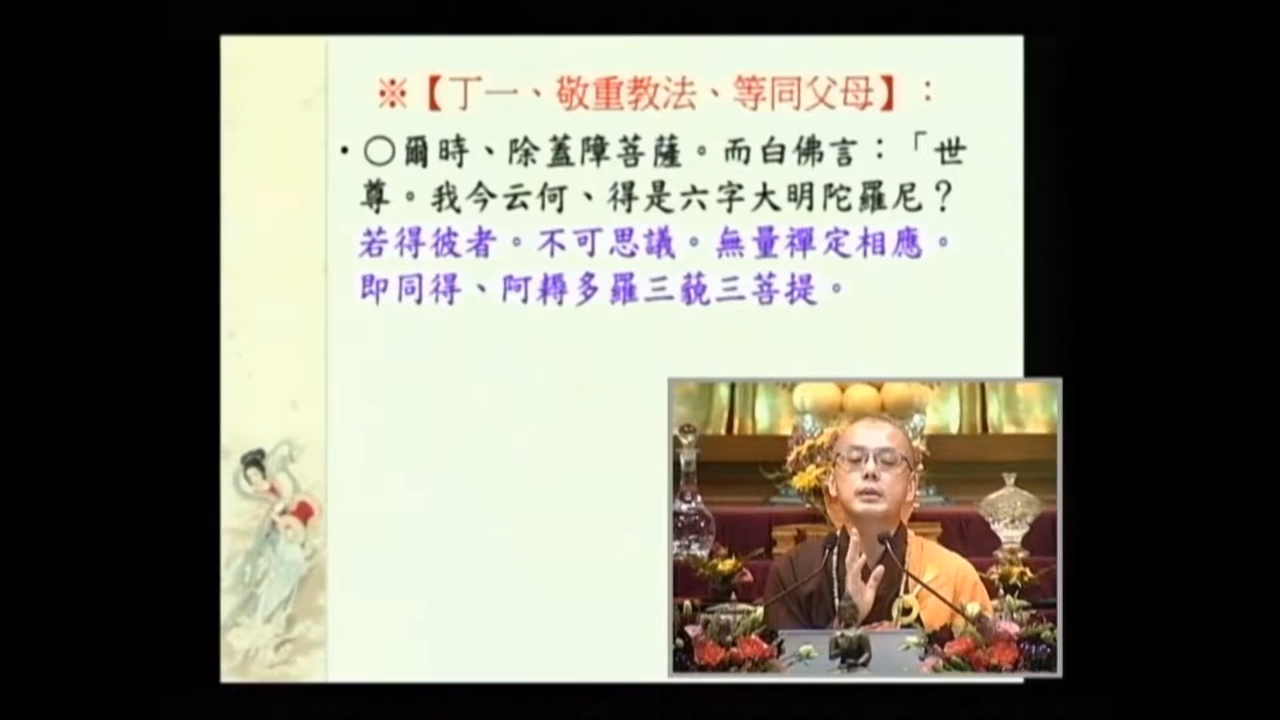 ※【丁一、敬重教法、等同父母】：
•○爾時、除蓋障菩薩。而白佛言：「世
尊。我今云何、得是六字大明陀羅尼？
若得彼者。不可思議。無量禪定相應。
即同得、阿耨多羅三藐三菩提。